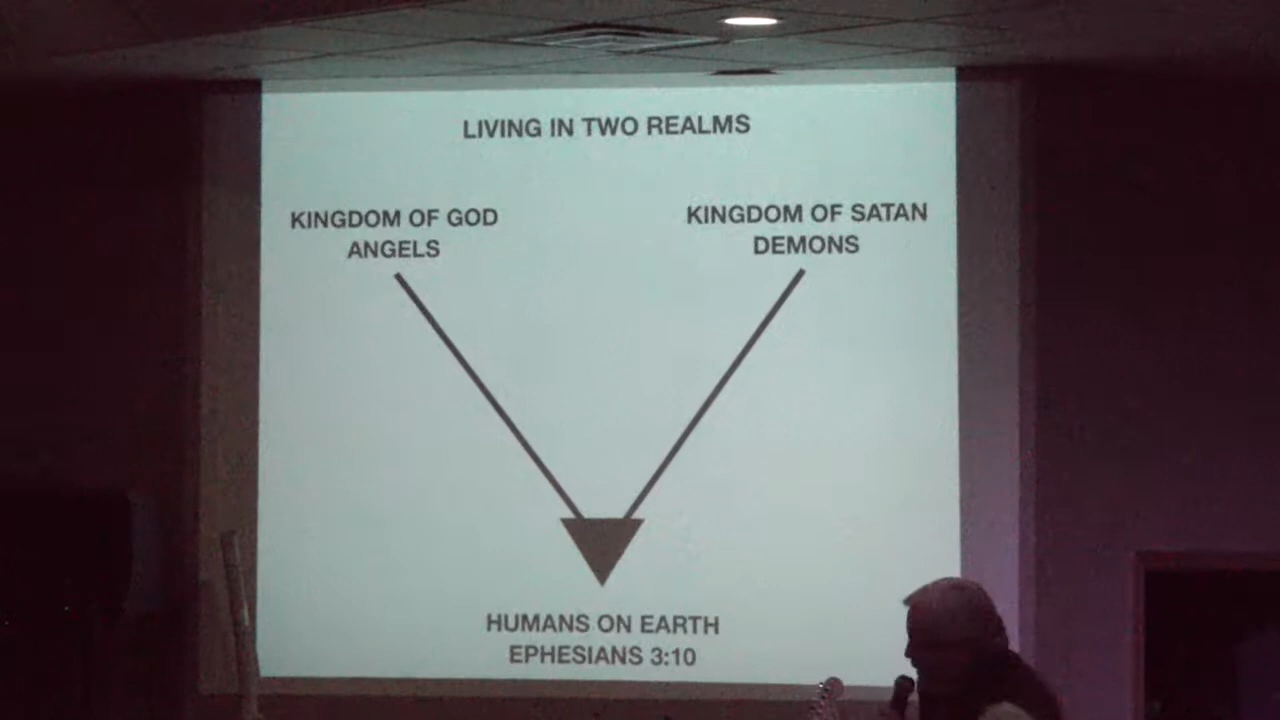 LIVING IN TWO REALMS
KINGDOM OF GOD
ANGELS
KINGDOM OF SATAN
DEMONS
HUMANS ON EARTH
EPHESIANS 3:10